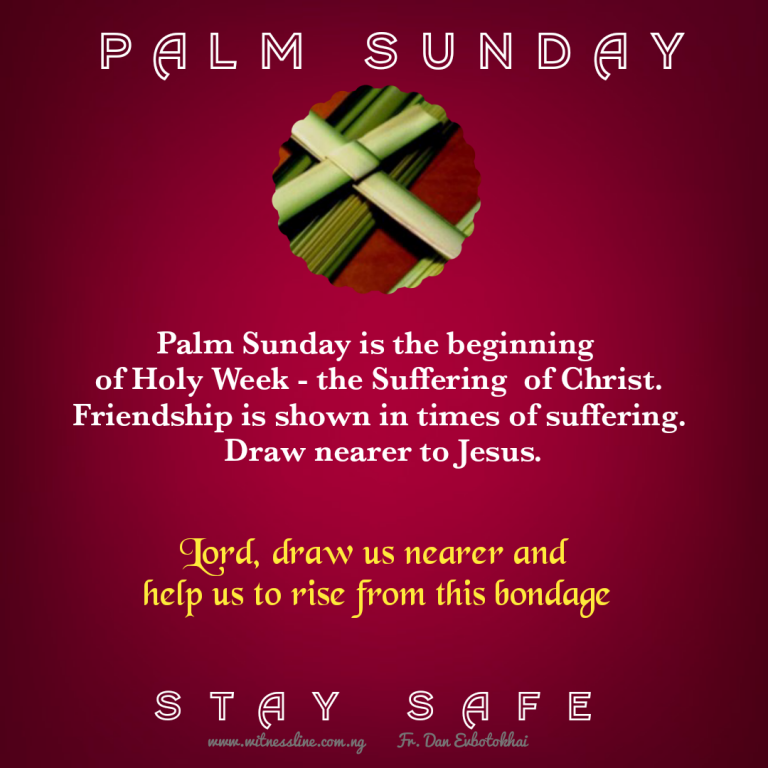 PALM SUNDAY
Palm Sunday is the beginning
of Holy Week - the Suffering of Christ.
Friendship is shown in times of suffering.
Draw nearer to Jesus.
Lord, draw us nearer and
help us to rise from this bondage
STAY SAFE
www.witnessline.com.ng Fr. Dan Evbotokhai